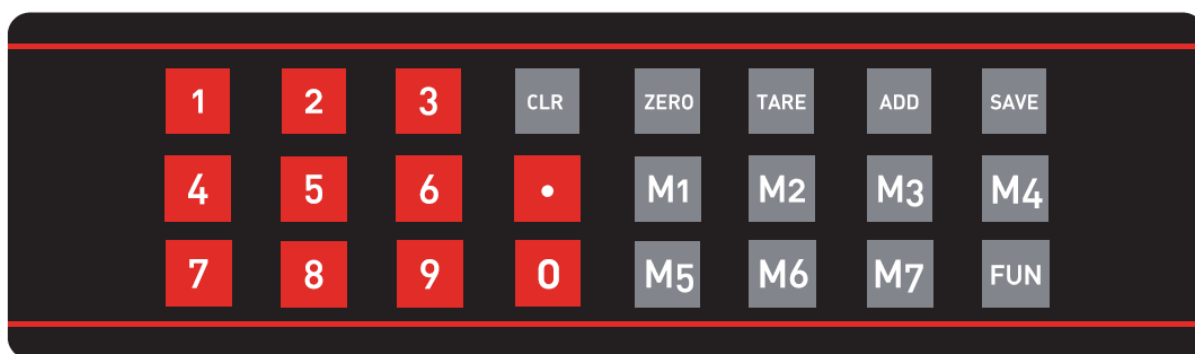 1 2 3 CLR ZERO TARE ADD SAVE
4 5 6 • M1 M2 M3 M4
7 8 9 0 M5 M6 M7 FUN